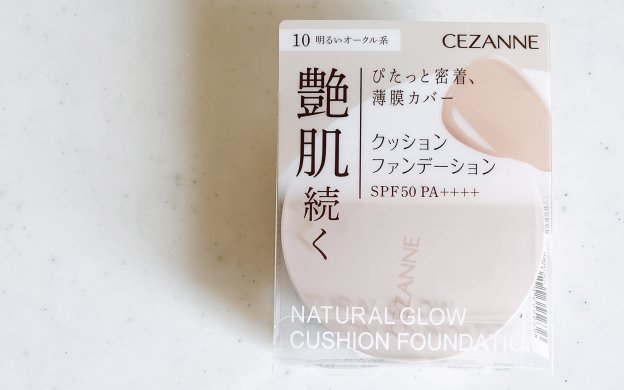 10 明るいオークル系
CEZANNE
艶肌続く
ぴたっと密着、
薄膜カバー
クッション
ファンデーション
SPF50 PA++++
CEZANNE
NATURAL GLOW
CUSHION FOUNDATION